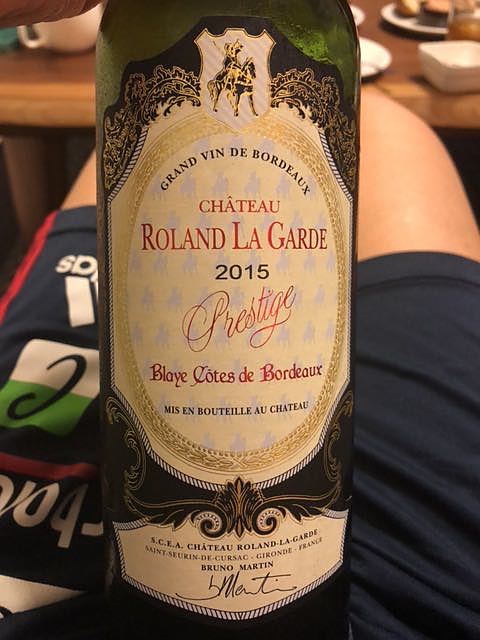 GRAND VIN DE BORDEAUX
CHÂTEAU
ROLAND LA GARDE
2015
Prestige
Blaye Côtes de Bordeaux
MIS EN BOUTEILLE AU CHATEAU
S.C.E.A. CHÂTEAU ROLAND-LA-GARDE
SAINT-SEURIN-DE-CURSAC - GIRONDE - FRANCE
BRUNO MARTIN